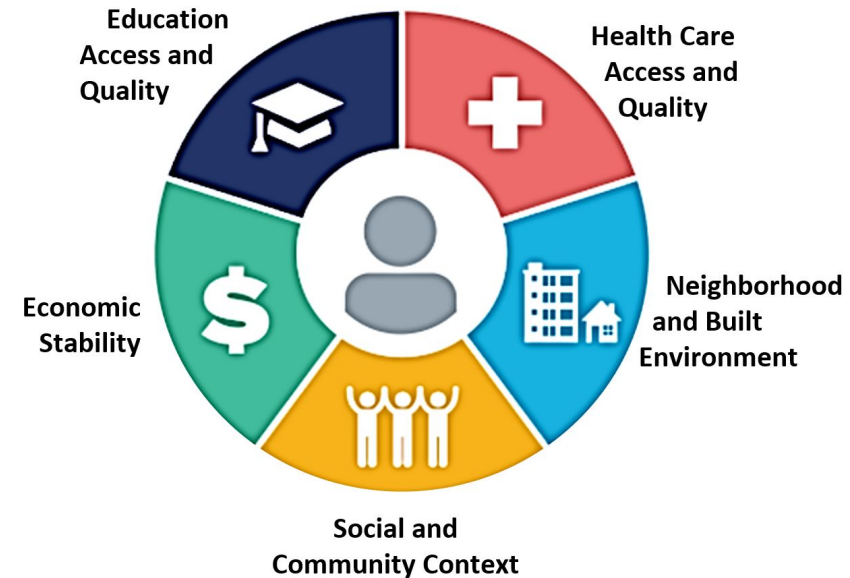 Education
Access and
Quality
Health Care
Access and
Quality
Economic
Stability
Neighborhood
and Built
Environment
Social and
Community Context